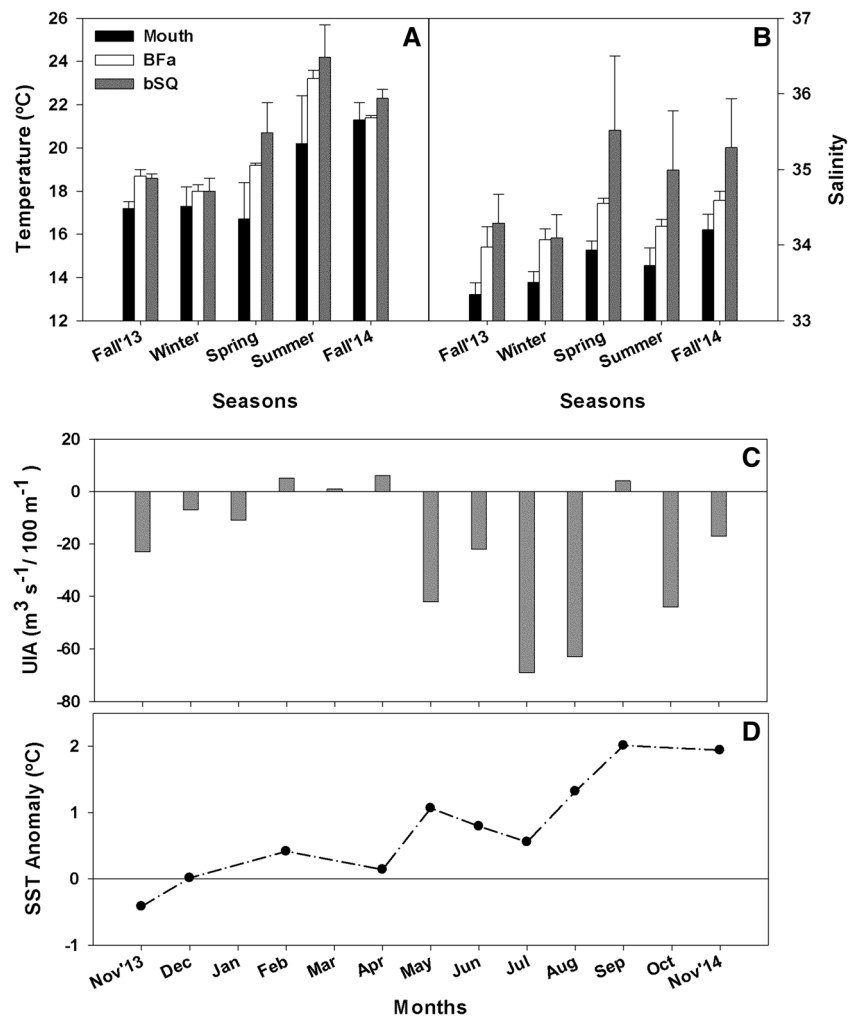 A
B
Mouth
BFa
bSQ
Temperature (ºC)
26
24
22
20
18
16
14
12
Salinity
37
36
35
34
33
Fall'13
Winter
Spring
Summer
Fall'14
Fall'13
Winter
Spring
Summer
Fall'14
Seasons
Seasons
C
UIA (m3 s-1/ 100 m-1 )
20
0
-20
-40
-60
-80
D
SST Anomaly (ºC)
2
1
0
-1
Nov'13
Dec
Jan
Feb
Mar
Apr
May
Jun
Jul
Aug
Sep
Oct
Nov'14
Months